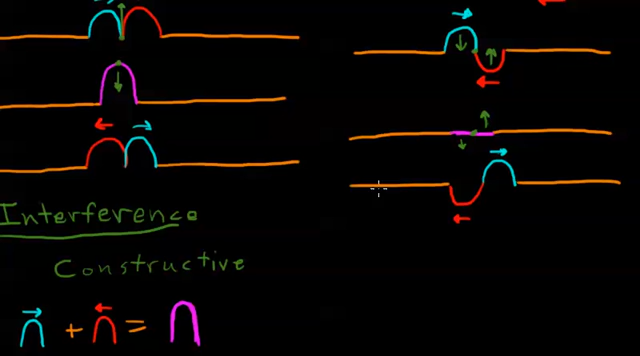 Interference
Constructive
+ =